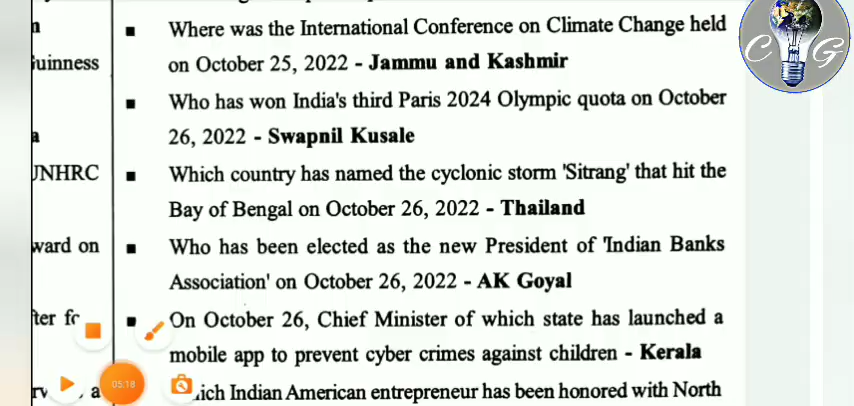 n
uinness
a
UNHRC
ward on
ter fo
a
▪ Where was the International Conference on Climate Change held
on October 25, 2022 - Jammu and Kashmir
▪ Who has won India's third Paris 2024 Olympic quota on October
26, 2022 - Swapnil Kusale
▪ Which country has named the cyclonic storm 'Sitrang' that hit the
Bay of Bengal on October 26, 2022 - Thailand
▪ Who has been elected as the new President of 'Indian Banks
Association' on October 26, 2022 - AK Goyal
▪ On October 26, Chief Minister of which state has launched a
mobile app to prevent cyber crimes against children - Kerala
Indian American entrepreneur has been honored with North
05:18
C G